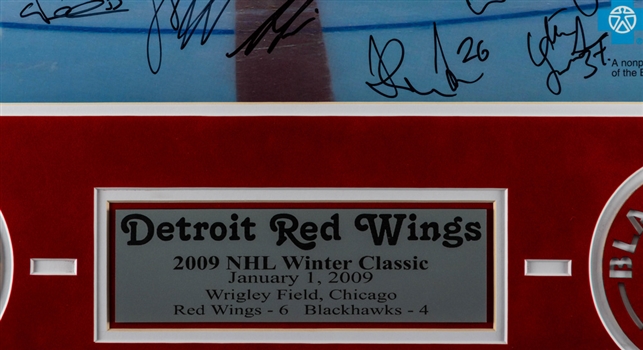 26
37.
A nonp
of the B
Detroit Red Wings
2009 NHL Winter Classic
January 1, 2009
Wrigley Field, Chicago
Red Wings - 6 Blackhawks - 4
BLA